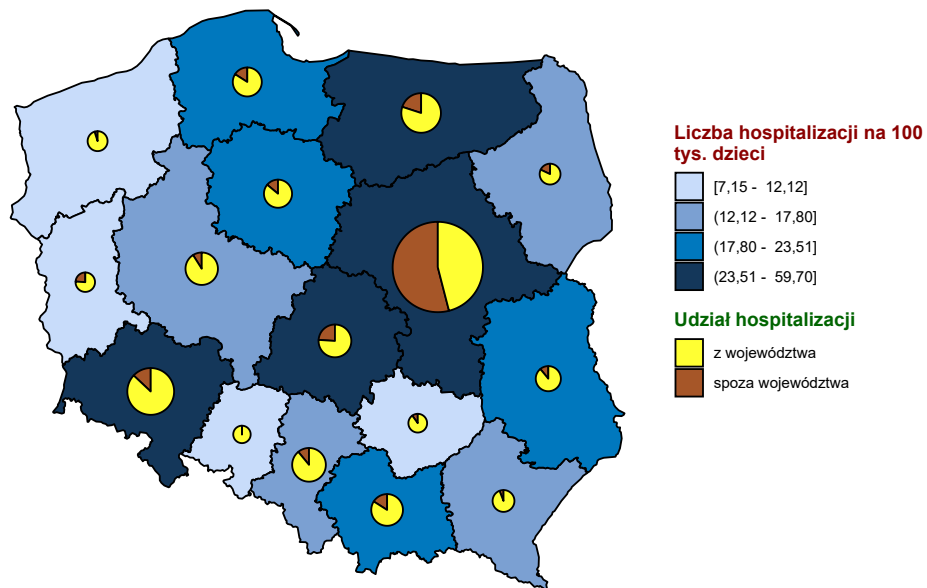 Liczba hospitalizacji na 100
tys. dzieci
[7,15 - 12,12]
(12,12 - 17,80]
(17,80 - 23,51]
(23,51 - 59,70]
Udział hospitalizacji
z województwa
spoza województwa